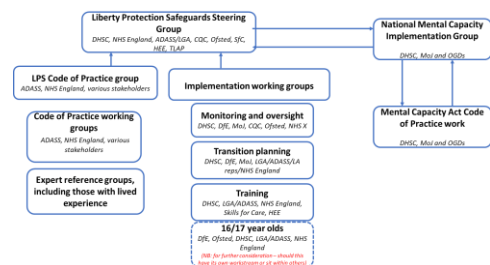 Liberty Protection Safeguards Steering
Group
DHSC, NHS England, ADASS/LGA, CQC, Ofsted, SfC,
HEE, TLAP
National Mental Capacity
Implementation Group
DHSC, MoJ and OGDs
LPS Code of Practice group
ADASS, NHS England, various stakeholders
Implementation working groups
Code of Practice working
groups
ADASS, NHS England, various
stakeholders
Monitoring and oversight
DHSC, DfE, MoJ, CQC, Ofsted, NHS X
Mental Capacity Act Code
of Practice work
DHSC, MoJ and OGDs
Transition planning
DHSC, DfE, MoJ, LGA/ADASS/LA
reps/NHS England
Expert reference groups,
including those with lived
experience
Training
DHSC, LGA/ADASS, NHS England,
Skills for Care, HEE
16/17 year olds
DfE, Ofsted, DHSC, LGA/ADASS, NHS
England
(NB: for further consideration – should this
have its own workstream or sit within others)